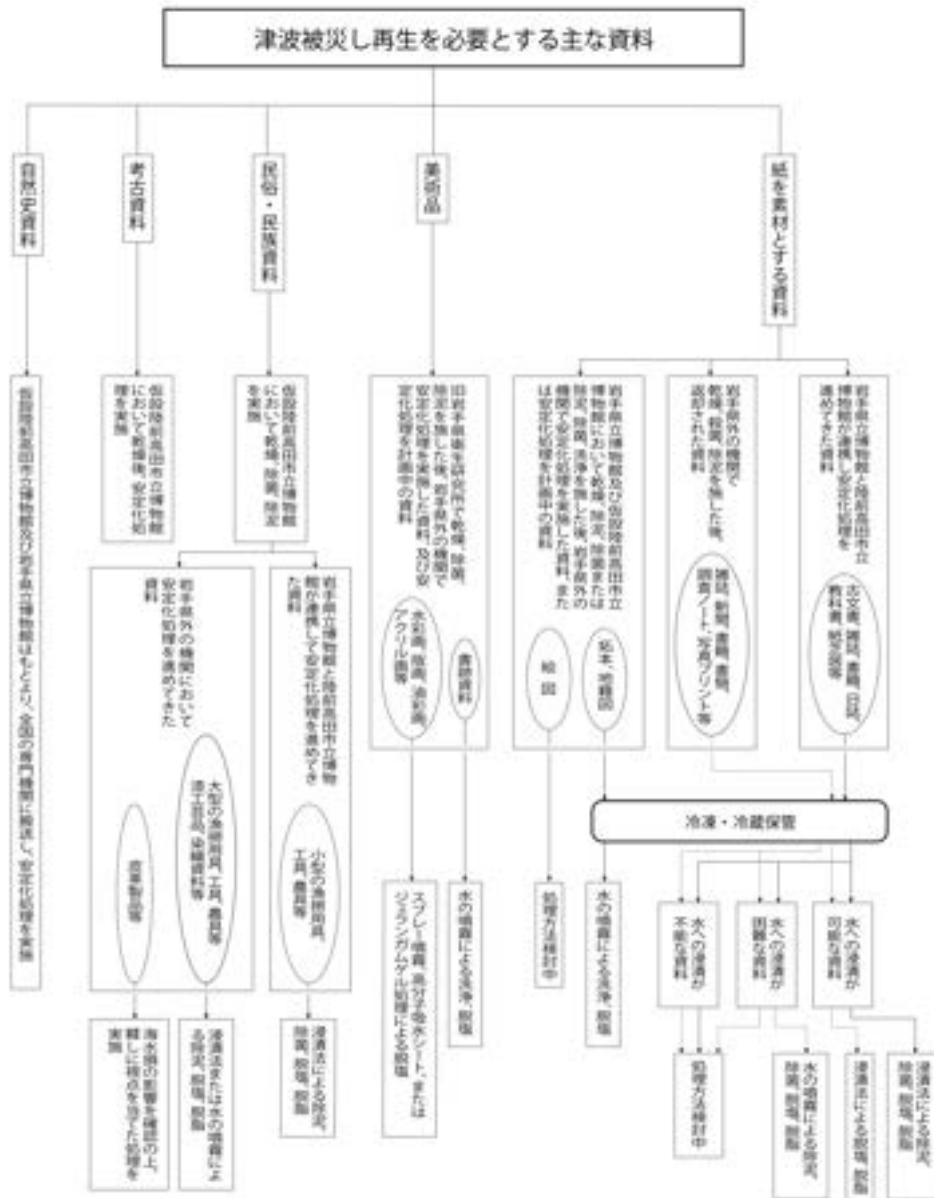 津波被災し再生を必要とする主な資料
紙を素材とする資料
美術品
民俗・民族資料
考古資料
自然史資料
岩手県立博物館と陸前高田市立
博物館が連携し安定化処理を
進めてきた資料
古文書、雑誌、書籍、日誌、
教科書、紙芝居等
岩手県外の機関で
乾燥、殺菌、除泥を施した後、
返却された資料
雑誌、新聞、書籍、書簡、
調査ノート、写真プリント等
岩手県立博物館及び仮設陸前高田市立
博物館において乾燥、除泥、除菌または
除泥、除菌、洗浄を施した後、岩手県外の
機関で安定化処理を実施した資料、また
は安定化処理を計画中の資料
拓本、地籍図
絵図
旧岩手県衛生研究所で乾燥、除菌、
除泥を施した後、岩手県外の機関で
安定化処理を実施した資料、及び安
定化処理を計画中の資料
書跡資料
水彩画、版画、油彩画、
アクリル画等
仮設陸前高田市立博物館
において乾燥、除菌、除泥
を実施
岩手県立博物館と陸前高田市立博物
館が連携して安定化処理を進めてき
た資料
小型の漁撈用具、
工具、農具等
岩手県外の機関において
安定化処理を進めてきた
資料
大型の漁撈用具、工具、農具等
漆工芸品、染織資料等
皮革製品等
仮設陸前高田市立博物館
において乾燥後、安定化処
理を実施
仮設陸前高田市立博物館及び岩手県立博物館はもとより、全国の専門機関に搬送し、安定化処理を実施
冷凍・冷蔵保管
水への浸漬が
可能な資料
水への浸漬が
困難な資料
水への浸漬が
不能な資料
浸漬法による除泥、
除菌、脱塩、脱脂
浸漬法による脱塩、脱脂
水の噴霧による除泥、
除菌、脱塩、脱脂
処理方法検討中
水の噴霧による洗浄、脱塩
処理方法検討中
水の噴霧による洗浄、脱塩
スプレー噴霧、高分子吸水シート、または
ジェランガムゲル処理による脱塩
浸漬法による除泥、
除菌、脱塩、脱脂
浸漬法または水の噴霧によ
る除泥、脱塩、脱脂
海水損の影響を確認の上、
鞣しに視点を当てた処理を
実施